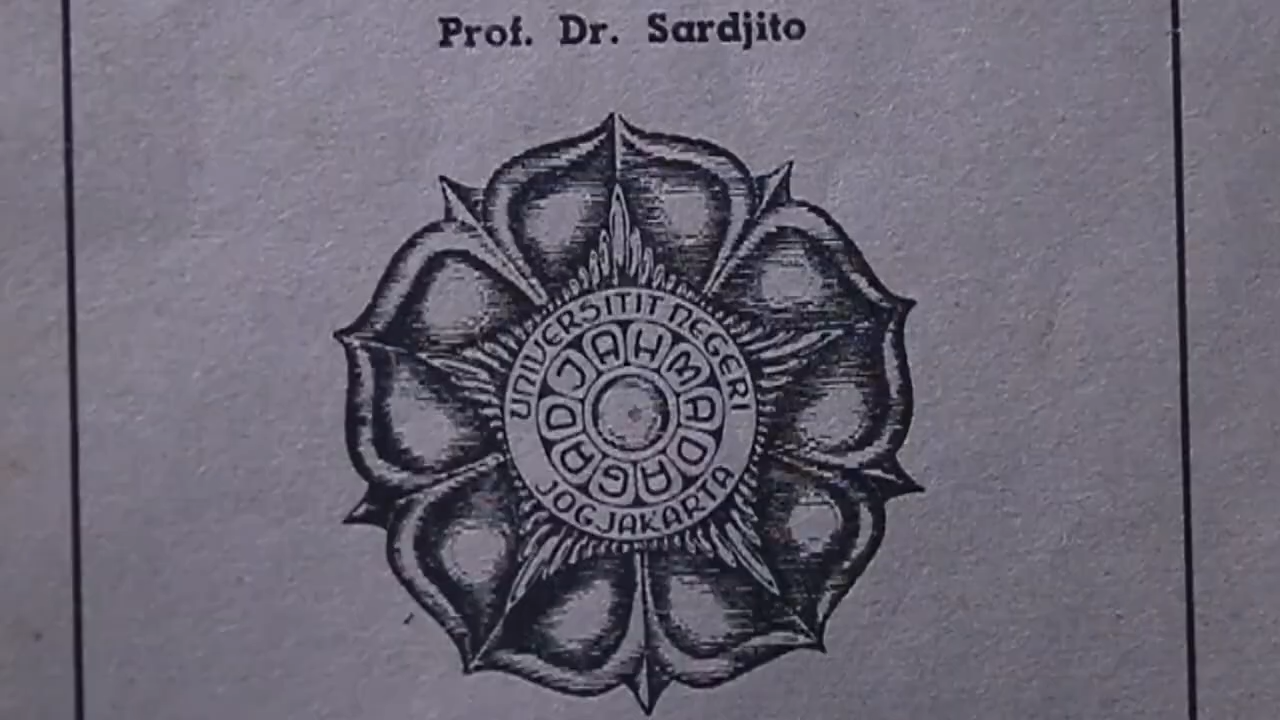 Prof. Dr. Sardjito
UNIVERSITIT NEGERI
GADJAH MADA
JOGJAKARTA